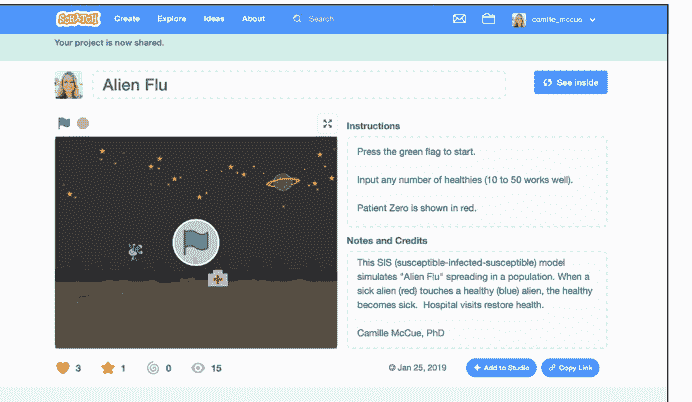 SCRATCH Create Explore Ideas About Search camille_mccue
Your project is now shared.
Alien Flu
See inside
Instructions
Press the green flag to start.
Input any number of healthies (10 to 50 works well).
Patient Zero is shown in red.
Notes and Credits
This SIS (susceptible-infected-susceptible) model
simulates "Alien Flu" spreading in a population. When a
sick alien (red) touches a healthy (blue) alien, the healthy
becomes sick. Hospital visits restore health.
Camille McCue, PhD
3 1 0 15 © Jan 25, 2019 Add to Studio Copy Link